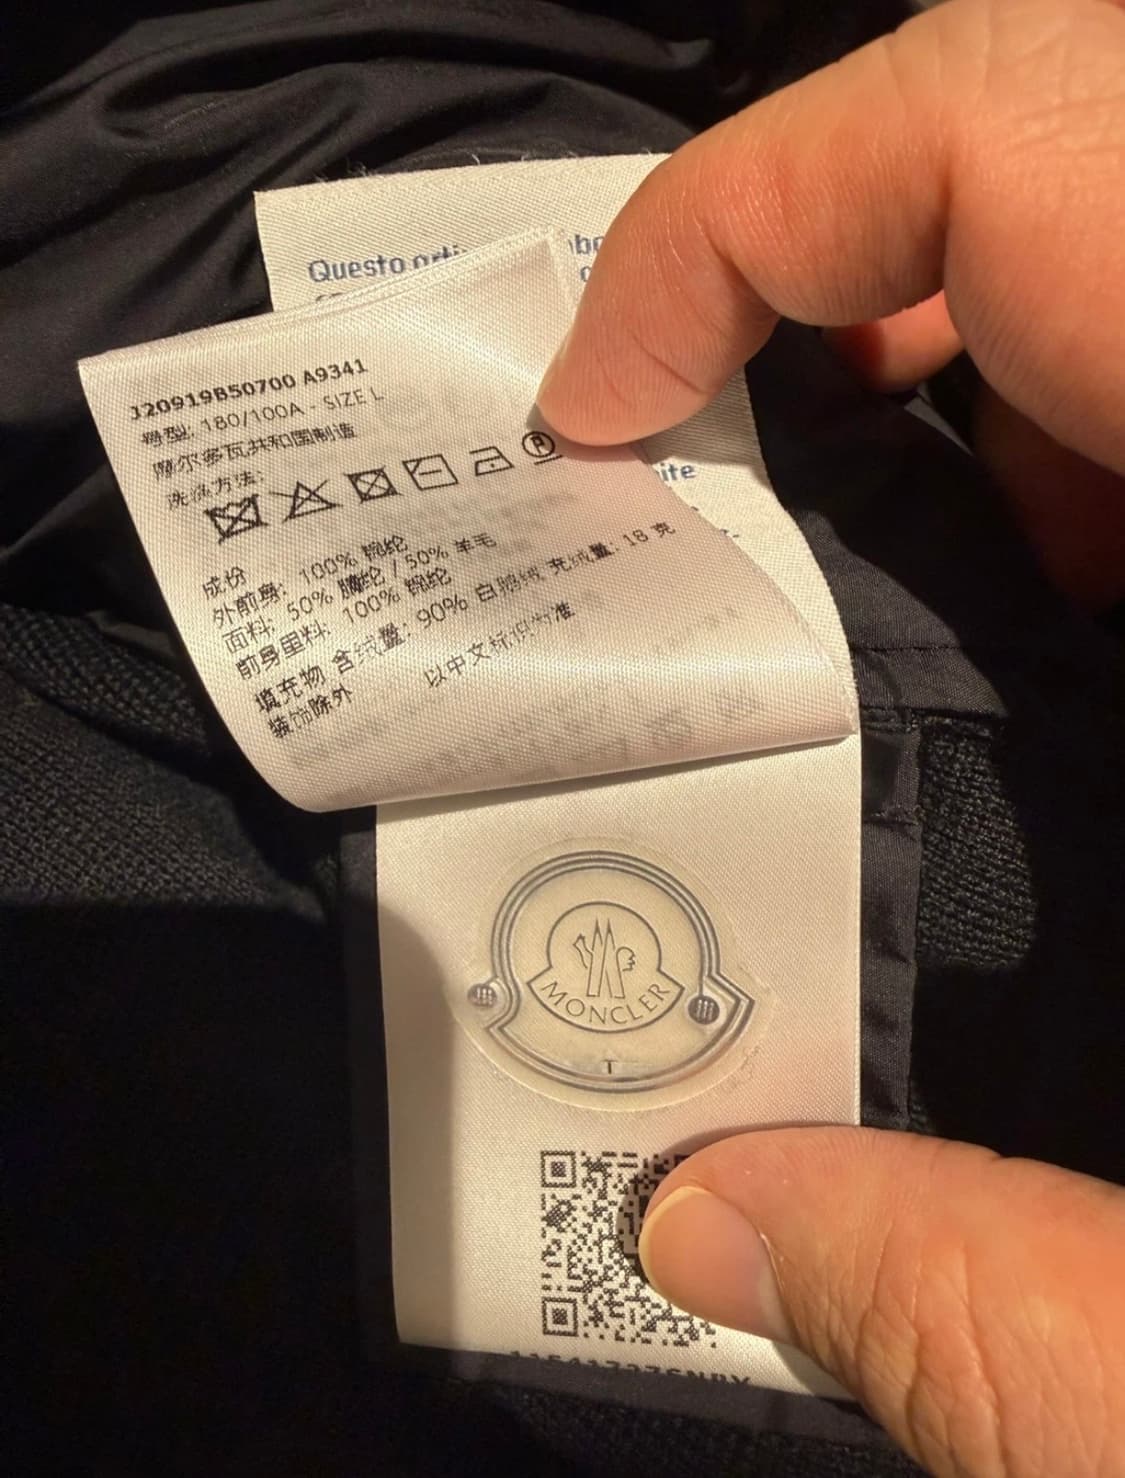 Questo
J20919B50700 A9341
号型: 180/100A - SIZE L
摩尔多瓦共和国制造
洗涤方法:
P
成份
外前身: 100% 锦纶
面料: 50% 腈纶 / 50% 羊毛
前身里料: 100% 锦纶
填充物 含绒量: 90% 白鹅绒 充绒量: 18 克
装饰除外
以中文标识为准
MONCLER
T